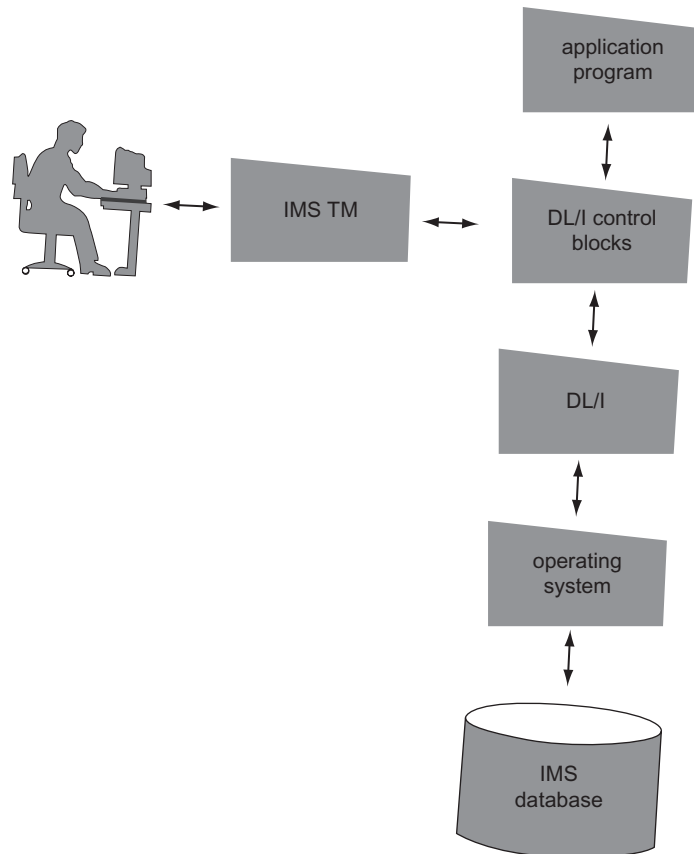 application
program
IMS TM
DL/I control
blocks
DL/I
operating
system
IMS
database